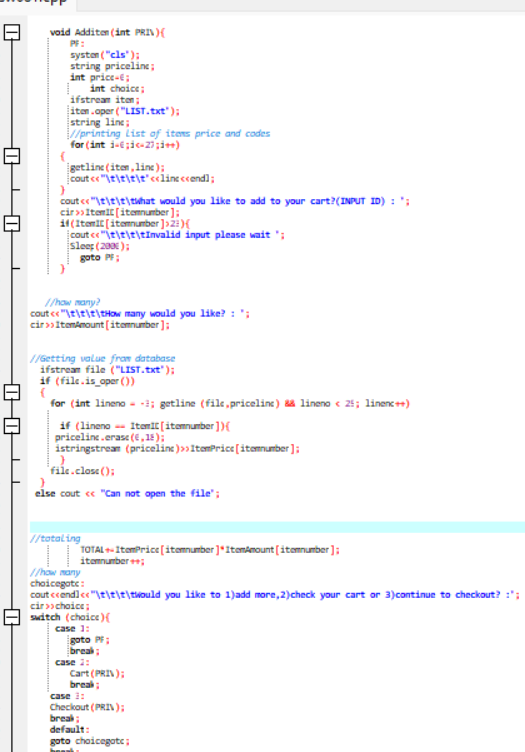 void Additem(int PRIV){
PF:
system("cls");
string priceline;
int price=0;
int choice;
ifstream item;
item.open("LIST.txt");
string line;
//printing list of items price and codes
for(int i=0;i<=27;i++)
{
getline(item,line);
cout<<"\t\t\t\t"<<line<<endl;
}
cout<<"\t\t\t\tWhat would you like to add to your cart?(INPUT ID) : ";
cin>>ItemID[itemnumber];
if(ItemID[itemnumber]>23){
cout<<"\t\t\t\tInvalid input please wait ";
Sleep(2000);
goto PF;
}
//how many?
cout<<"\t\t\t\tHow many would you like? : ";
cin>>ItemAmount[itemnumber];
//Getting value from database
ifstream file ("LIST.txt");
if (file.is_open())
{
for (int lineno = -3; getline (file,priceline) && lineno < 25; lineno++)
if (lineno == ItemID[itemnumber]){
priceline.erase(0,18);
istringstream (priceline)>>ItemPrice[itemnumber];
}
file.close();
}
else cout << "Can not open the file";
//totaling
TOTAL+=ItemPrice[itemnumber]*ItemAmount[itemnumber];
itemnumber++;
//how many
choicegoto:
cout<<endl<<"\t\t\t\tWould you like to 1)add more,2)check your cart or 3)continue to checkout? :";
cin>>choice;
switch (choice){
case 1:
goto PF;
break;
case 2:
Cart(PRIV);
break;
case 3:
Checkout(PRIV);
break;
default:
goto choicegoto;